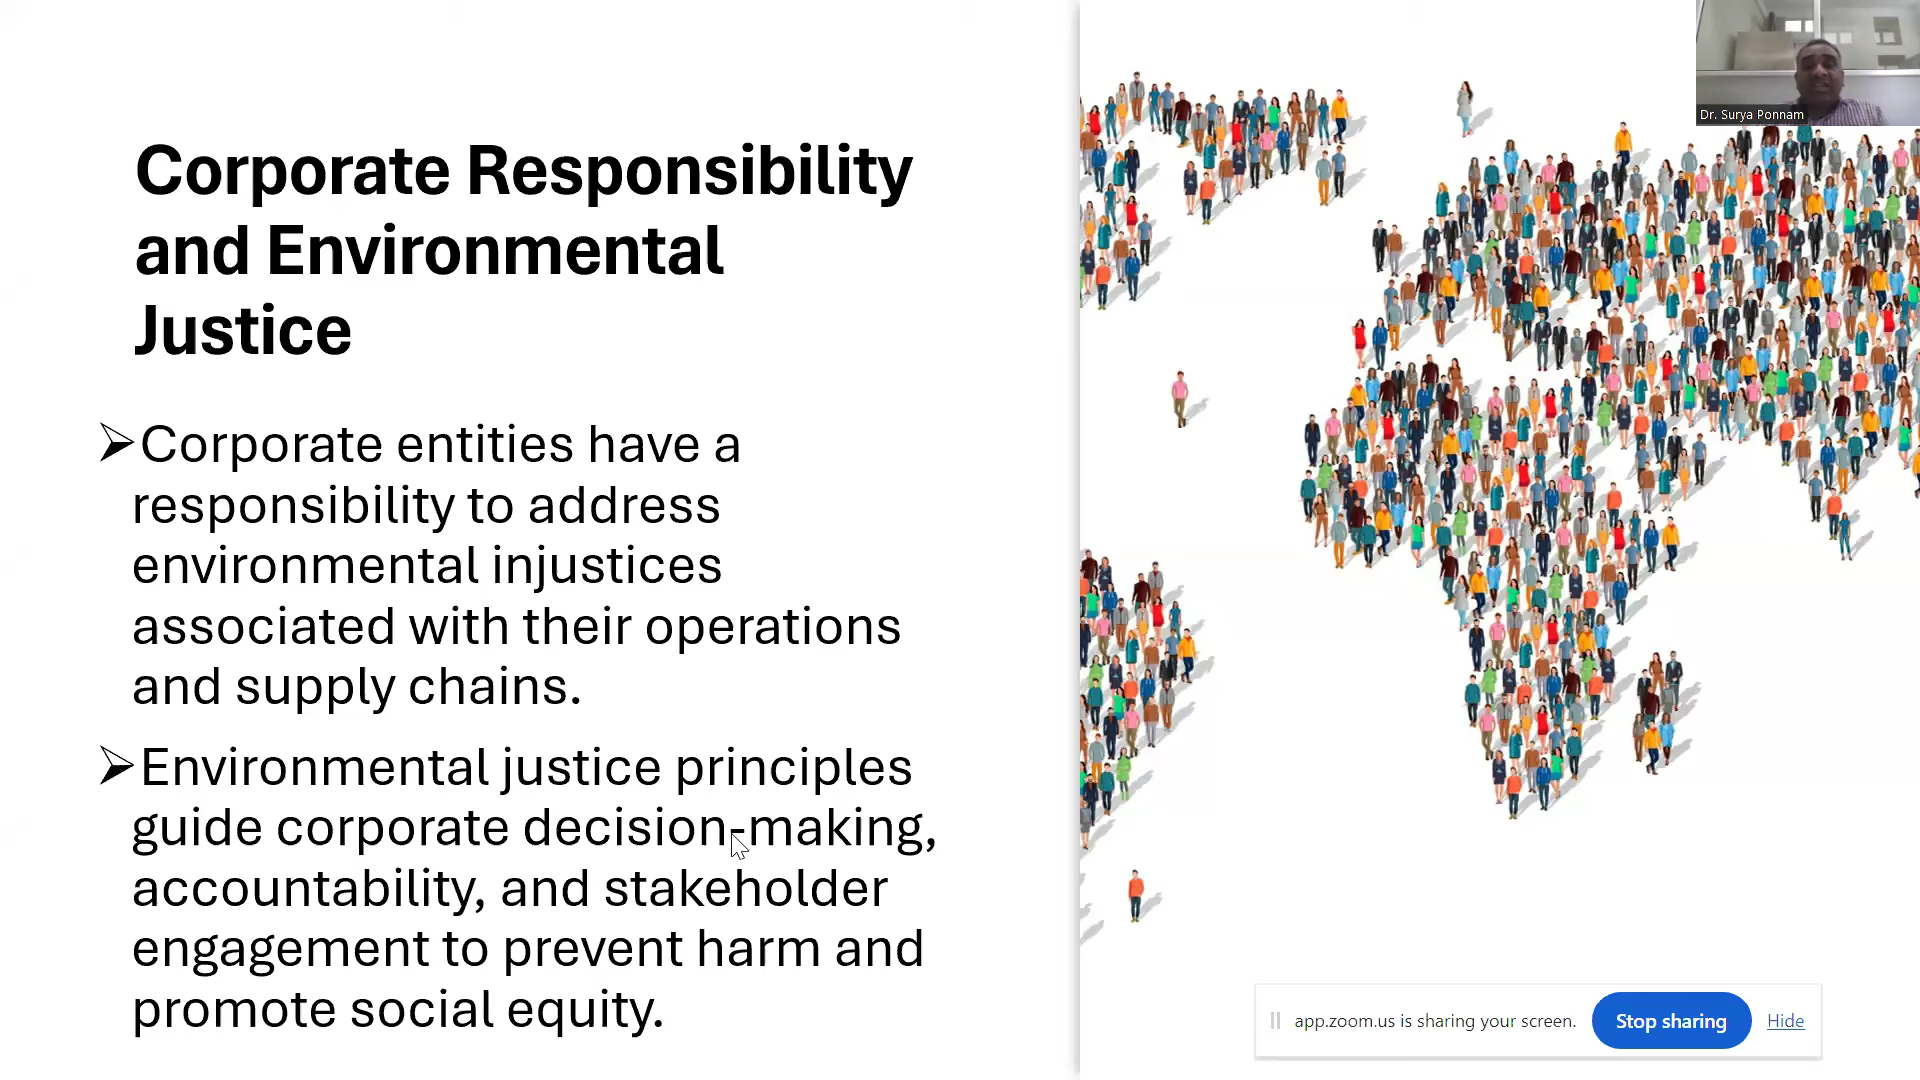 Dr. Surya Ponnam
Corporate Responsibility
and Environmental
Justice
➢Corporate entities have a
responsibility to address
environmental injustices
associated with their operations
and supply chains.
➢Environmental justice principles
guide corporate decision-making,
accountability, and stakeholder
engagement to prevent harm and
promote social equity.
app.zoom.us is sharing your screen. Stop sharing Hide